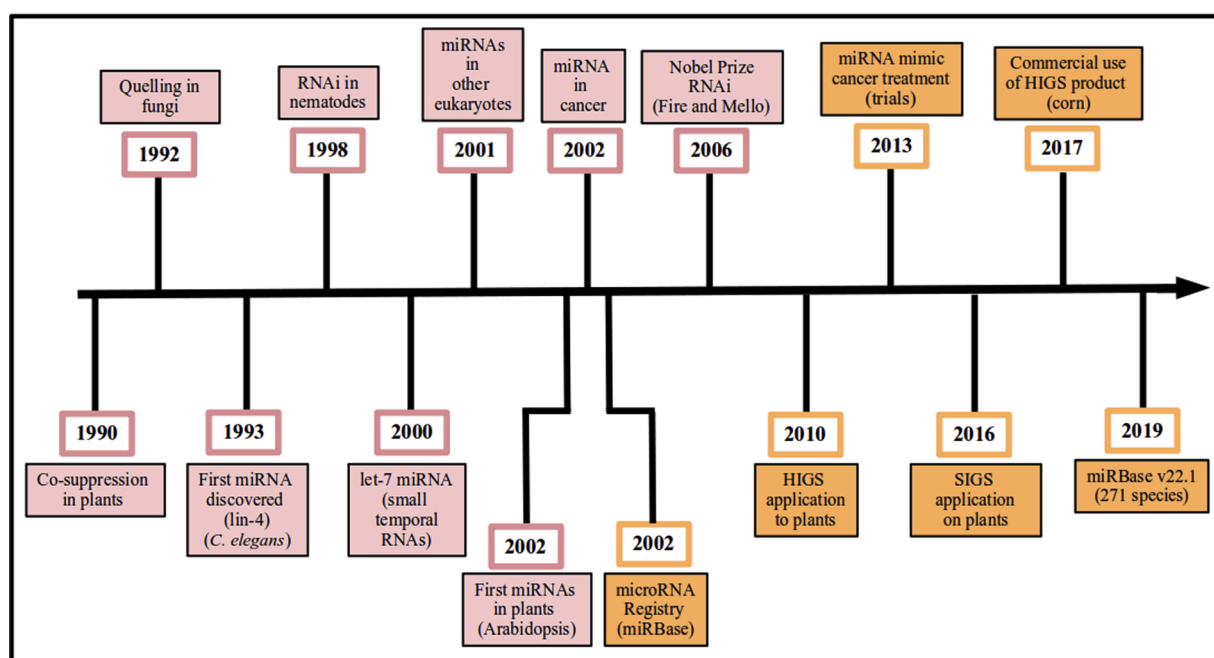 Quelling in
fungi
1992
RNAi in
nematodes
1998
miRNAs
in
other
eukaryotes
2001
miRNA
in
cancer
2002
Nobel Prize
RNAi
(Fire and Mello)
2006
miRNA mimic
cancer treatment
(trials)
2013
Commercial use
of HIGS product
(corn)
2017
1990
Co-suppression
in plants
1993
First miRNA
discovered
(lin-4)
(C. elegans)
2000
let-7 miRNA
(small
temporal
RNAs)
2002
First miRNAs
in plants
(Arabidopsis)
2002
microRNA
Registry
(miRBase)
2010
HIGS
application
to plants
2016
SIGS
application
on plants
2019
miRBase v22.1
(271 species)